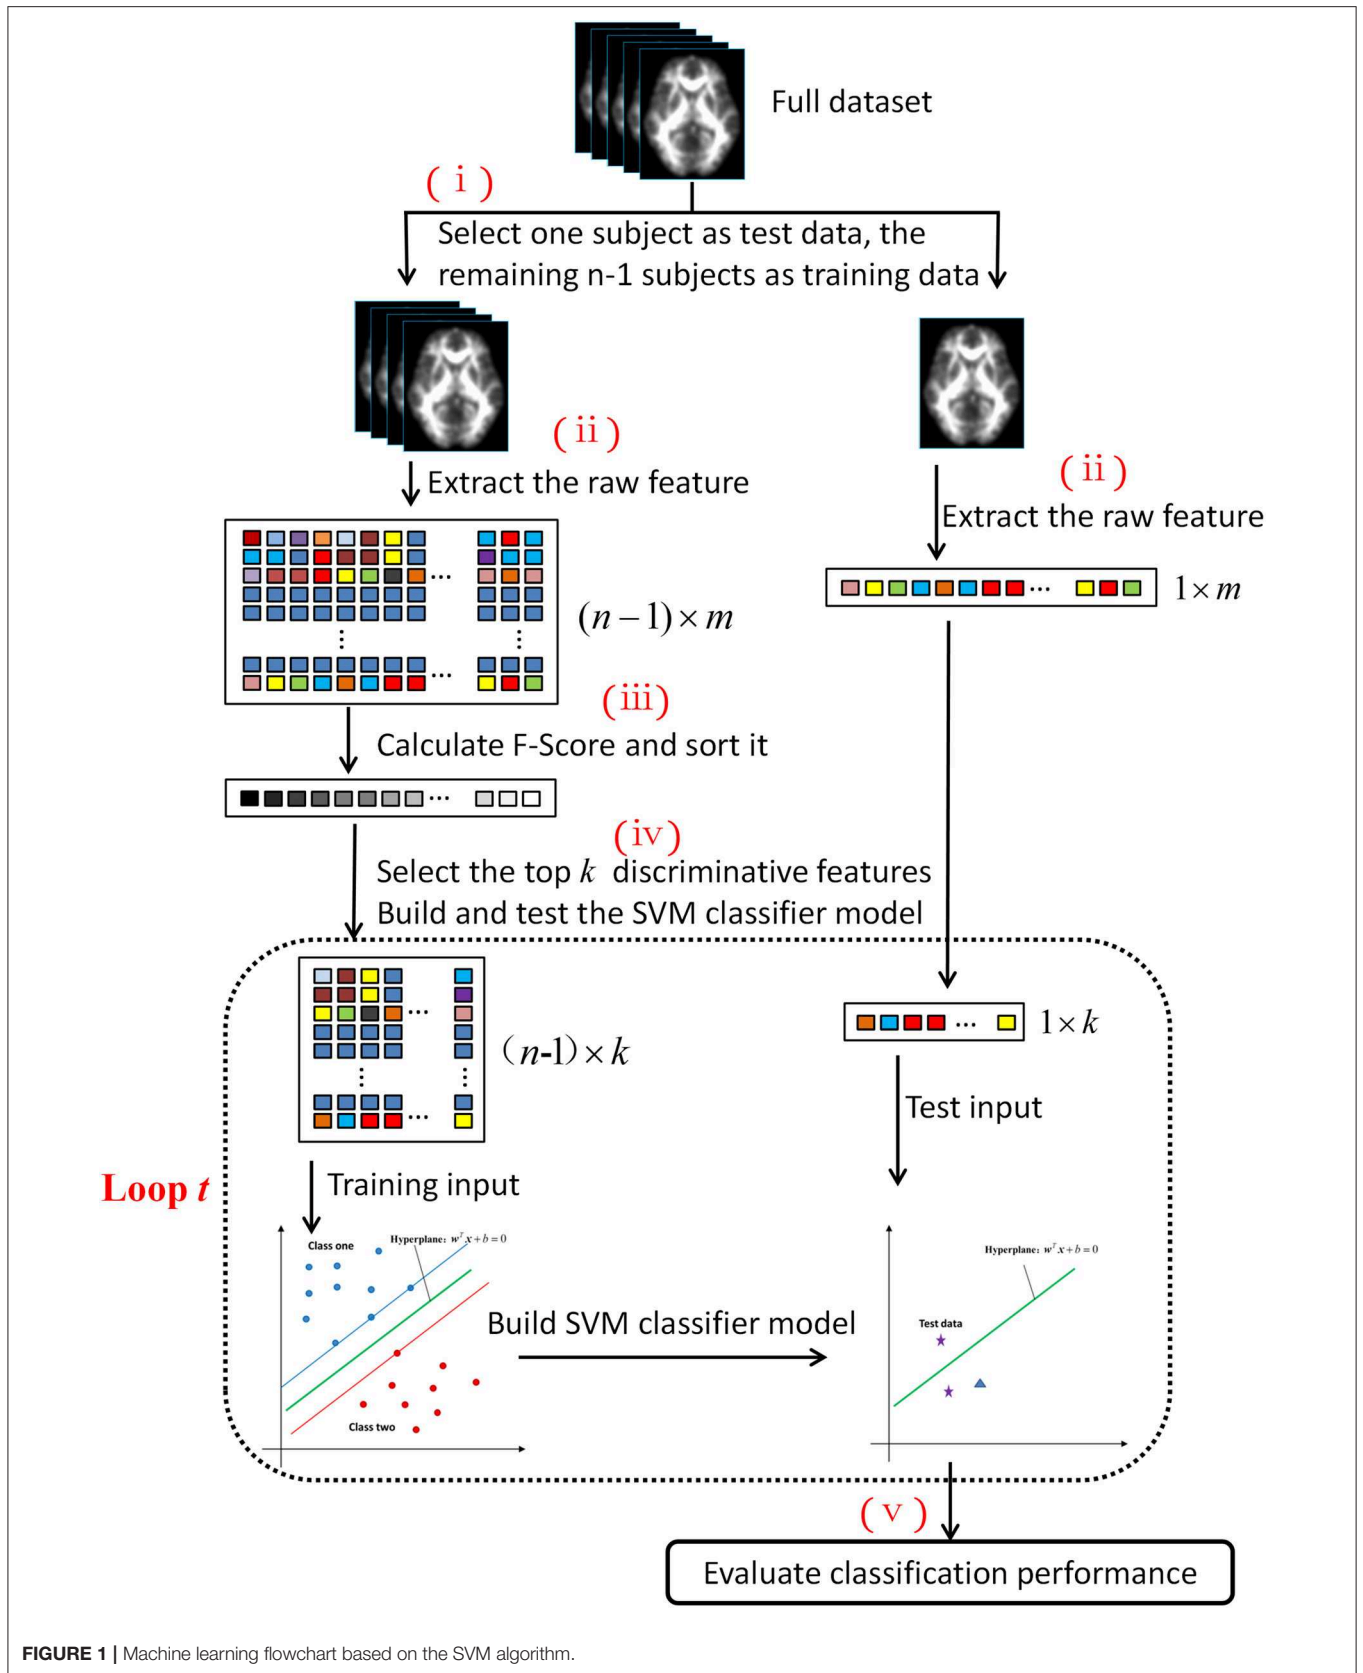 Full dataset
( i )
Select one subject as test data, the
remaining n-1 subjects as training data
( ii )
Extract the raw feature
( ii )
Extract the raw feature
...
(n − 1) × m
... 1 × m
( iii )
Calculate F-Score and sort it
...
( iv )
Select the top k discriminative features
Build and test the SVM classifier model
...
(n-1) × k
... 1 × k
Test input
Loop t
Training input
Class one
Hyperplane: wᵀx + b = 0
Class two
Build SVM classifier model
Hyperplane: wᵀx + b = 0
Test data
( v )
Evaluate classification performance
FIGURE 1 | Machine learning flowchart based on the SVM algorithm.